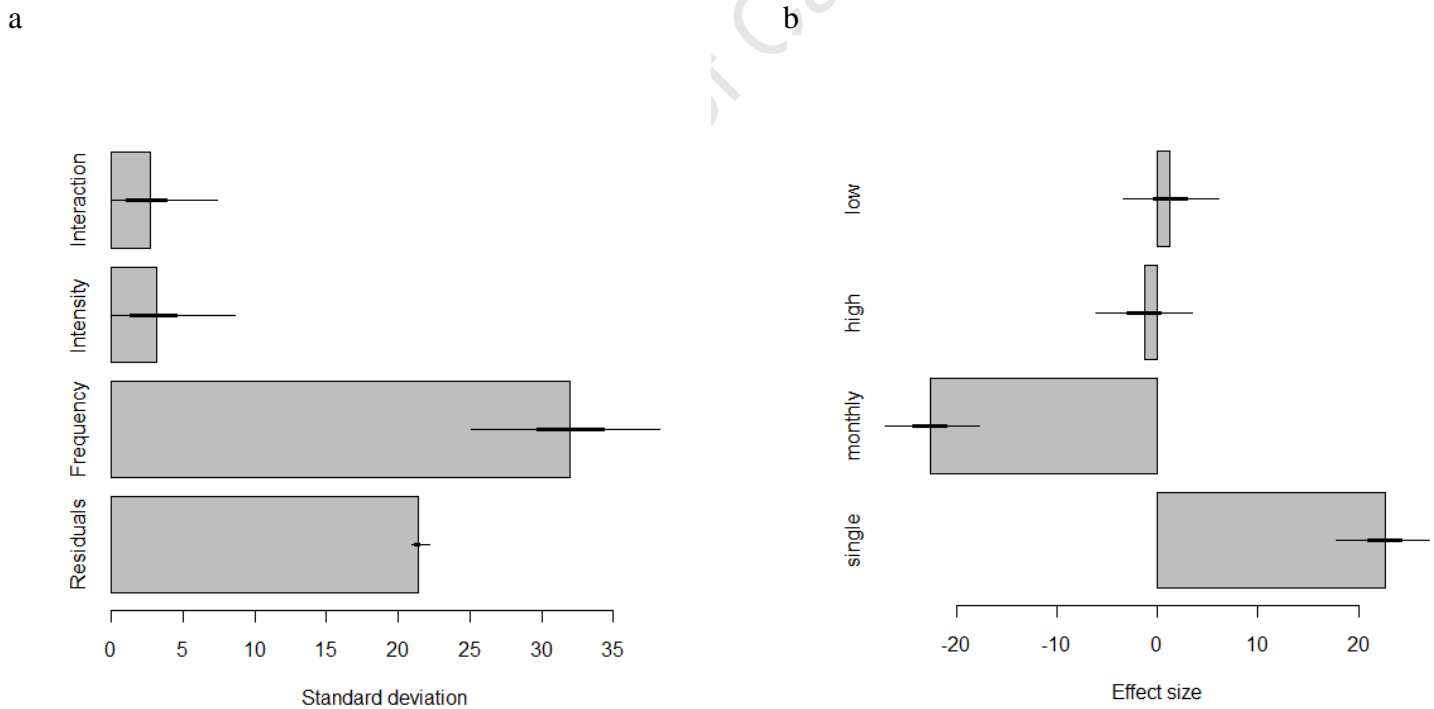 a
b
Interaction
Intensity
Frequency
Residuals
0 5 10 15 20 25 30 35
Standard deviation
low
high
monthly
single
-20 -10 0 10 20
Effect size